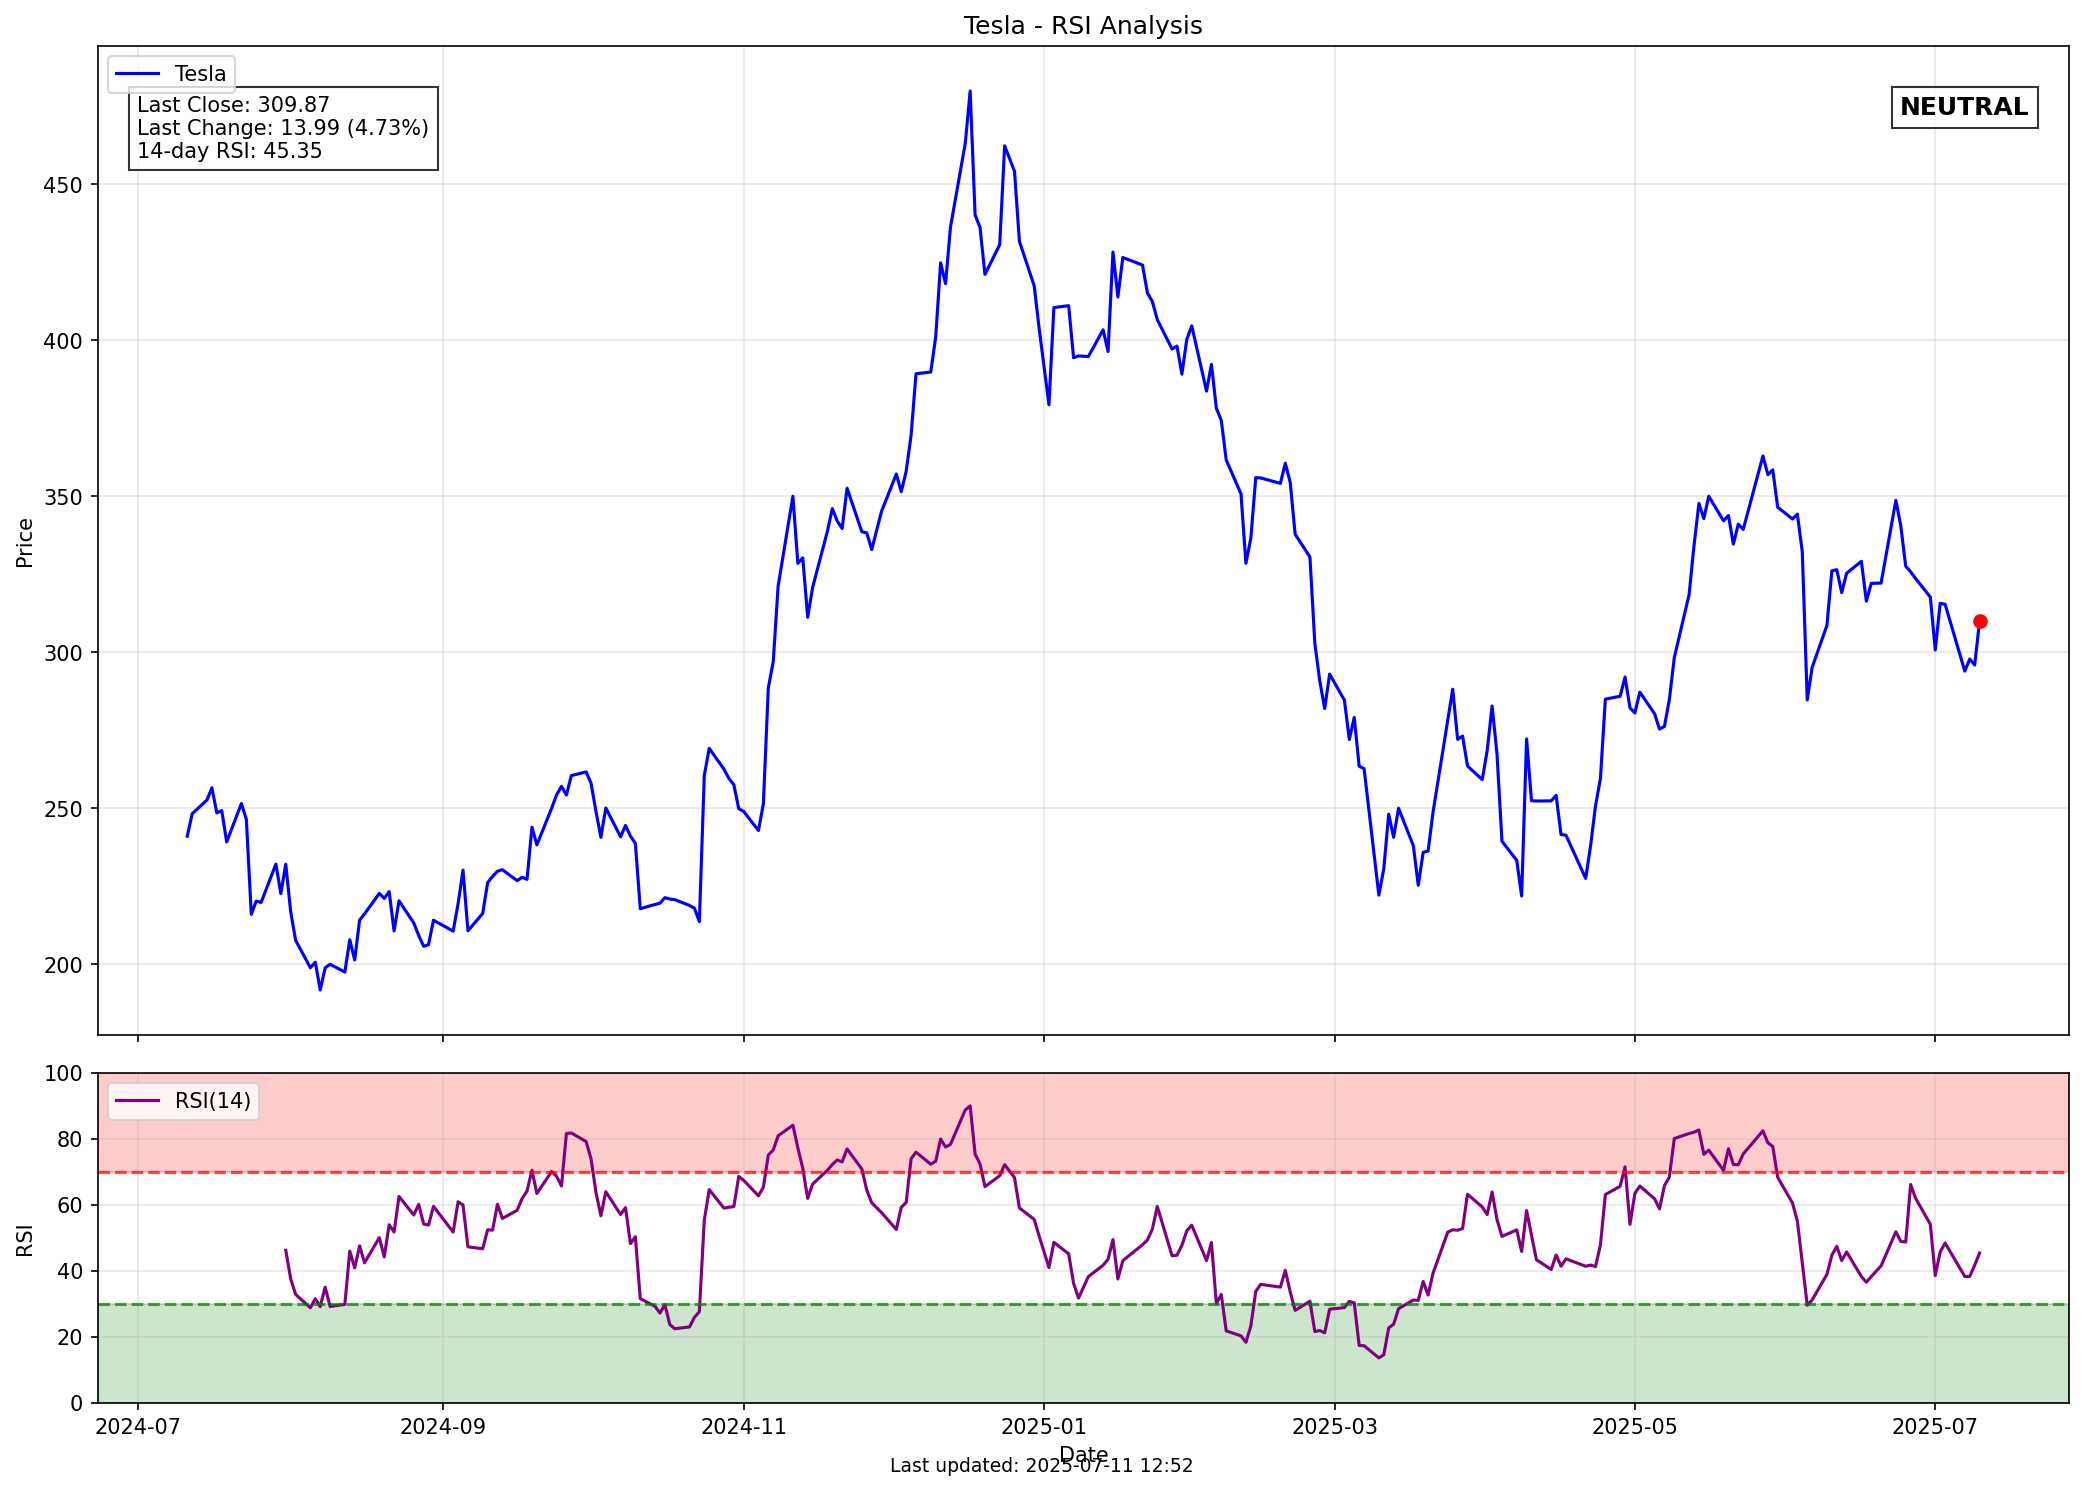 Tesla - RSI Analysis
Tesla
Last Close: 309.87
Last Change: 13.99 (4.73%)
14-day RSI: 45.35
NEUTRAL
Price
450
400
350
300
250
200
RSI(14)
RSI
100
80
60
40
20
0
2024-07
2024-09
2024-11
2025-01
2025-03
2025-05
2025-07
Date
Last updated: 2025-07-11 12:52